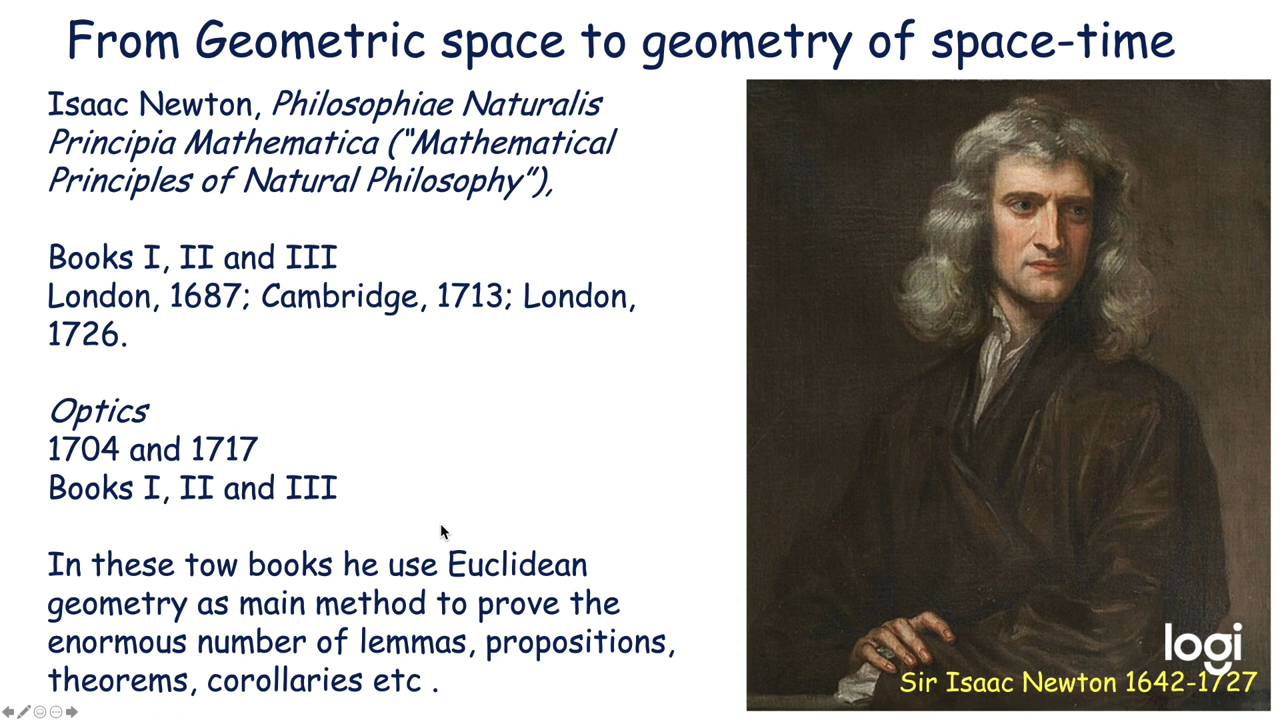 From Geometric space to geometry of space-time
Isaac Newton, Philosophiae Naturalis
Principia Mathematica ("Mathematical
Principles of Natural Philosophy"),
Books I, II and III
London, 1687; Cambridge, 1713; London,
1726.
Optics
1704 and 1717
Books I, II and III
In these tow books he use Euclidean
geometry as main method to prove the
enormous number of lemmas, propositions,
theorems, corollaries etc .
logi
Sir Isaac Newton 1642-1727